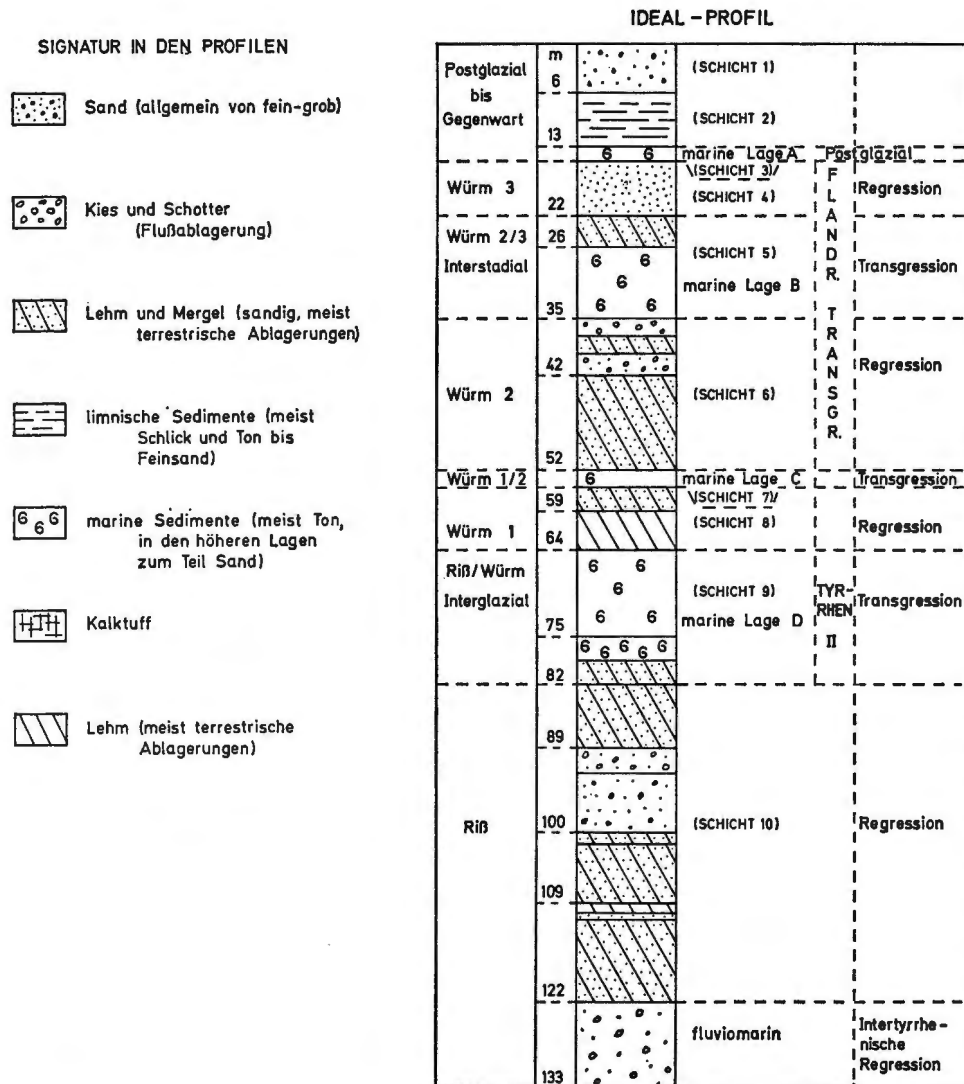 IDEAL – PROFIL
SIGNATUR IN DEN PROFILEN
Sand (allgemein von fein-grob)
Kies und Schotter
(Flußablagerung)
Lehm und Mergel (sandig, meist
terrestrische Ablagerungen)
limnische Sedimente (meist
Schlick und Ton bis
Feinsand)
marine Sedimente (meist Ton,
in den höheren Lagen
zum Teil Sand)
Kalktuff
Lehm (meist terrestrische
Ablagerungen)
Postglazial
bis
Gegenwart
m
6
(SCHICHT 1)
13
(SCHICHT 2)
marine Lage A Postglazial
Würm 3
22
(SCHICHT 3)
(SCHICHT 4)
Regression
Würm 2/3
Interstadial
26
35
(SCHICHT 5)
marine Lage B
Transgression
FLANDR. TRANSGR.
Würm 2
42
52
(SCHICHT 6)
Regression
Würm 1/2
marine Lage C
Transgression
59
(SCHICHT 7)
Würm 1
64
(SCHICHT 8)
Regression
Riß/Würm
Interglazial
75
82
(SCHICHT 9)
marine Lage D
TYR-
RHEN
II
Transgression
Riß
89
100
109
122
(SCHICHT 10)
Regression
133
fluviomarin
Intertyrrhe-
nische
Regression